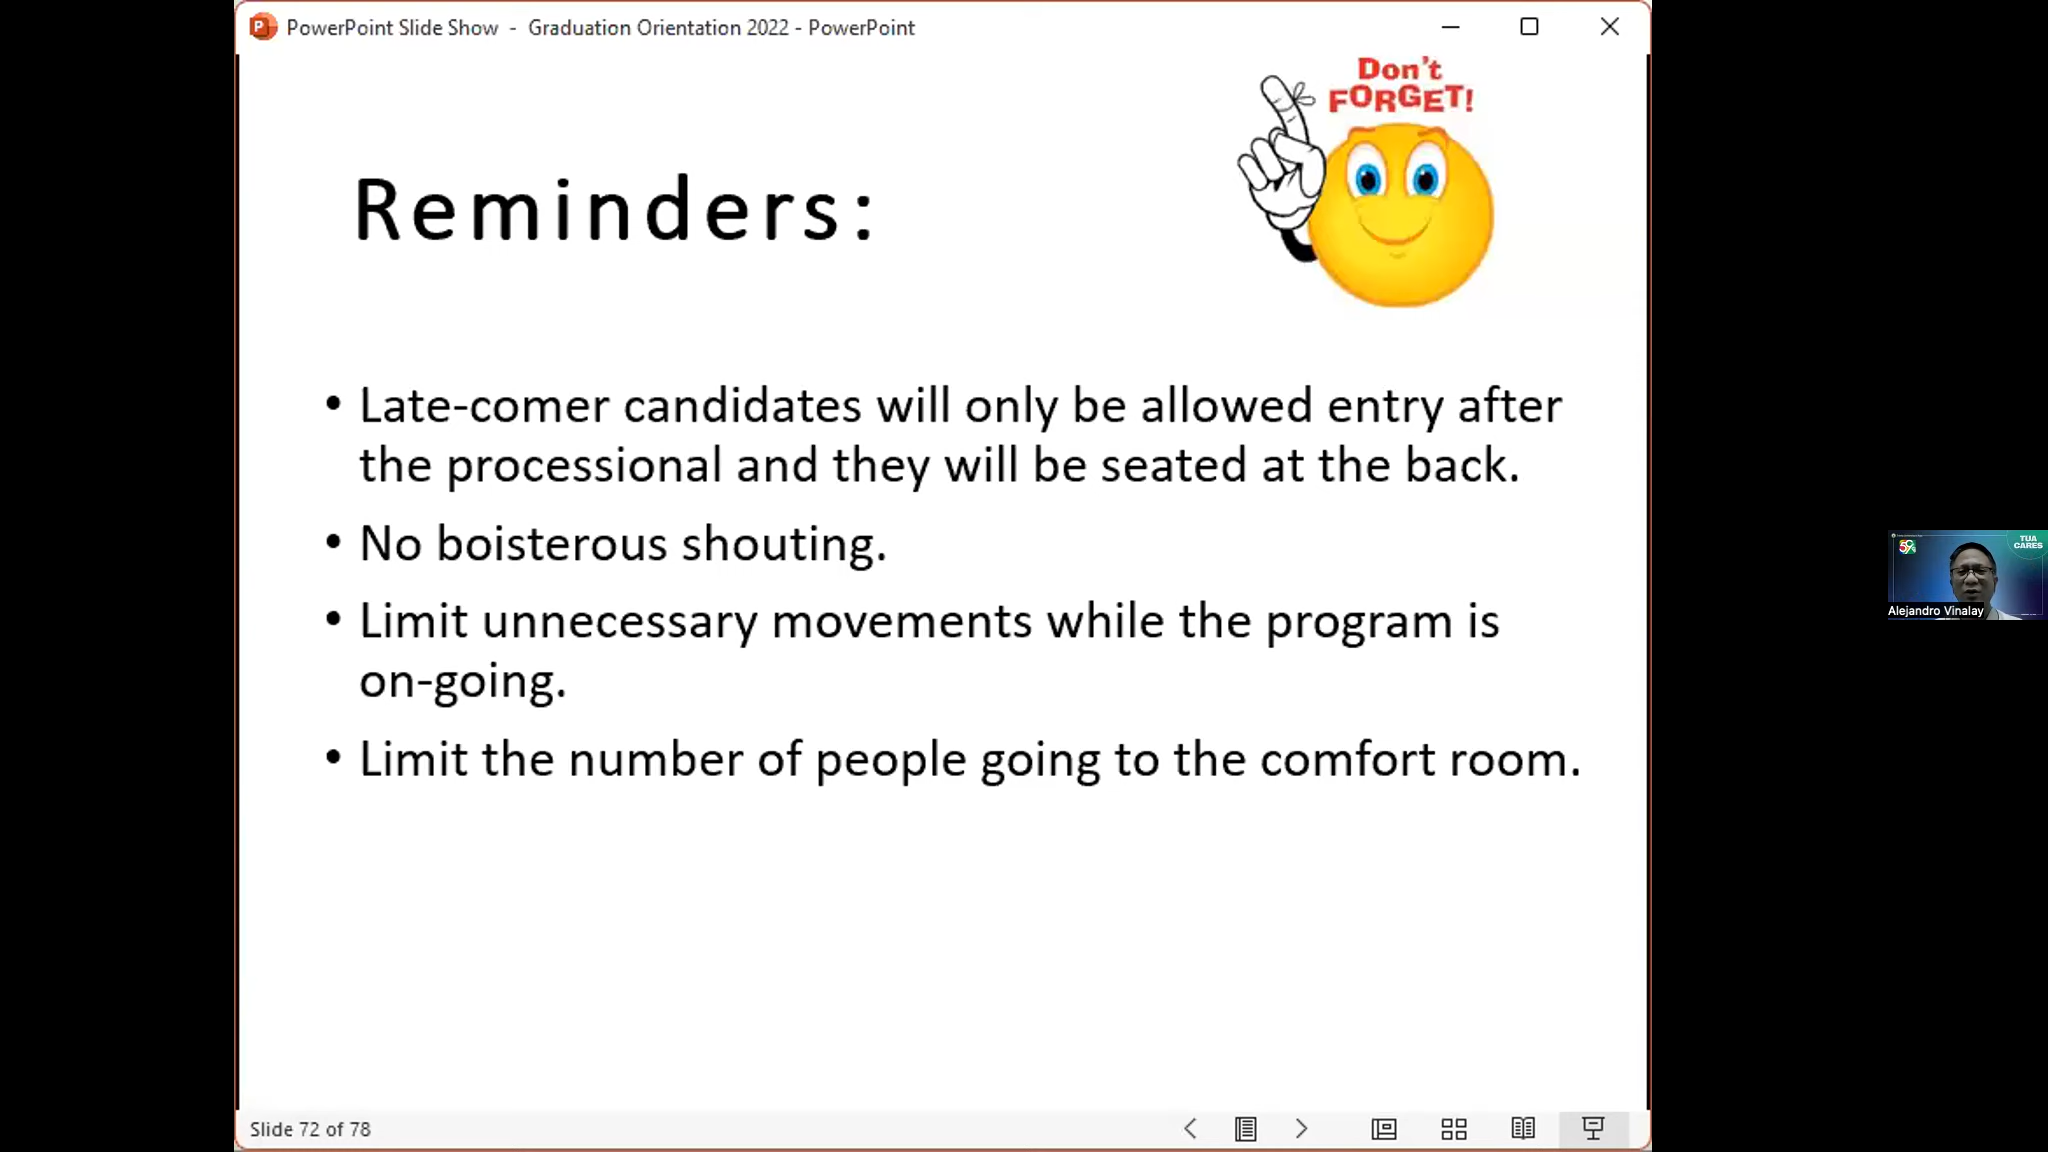 PowerPoint Slide Show - Graduation Orientation 2022 - PowerPoint
Don't
FORGET!
Reminders:
• Late-comer candidates will only be allowed entry after
the processional and they will be seated at the back.
• No boisterous shouting.
• Limit unnecessary movements while the program is
on-going.
• Limit the number of people going to the comfort room.
TUA
CARES
Alejandro Vinalay
Slide 72 of 78